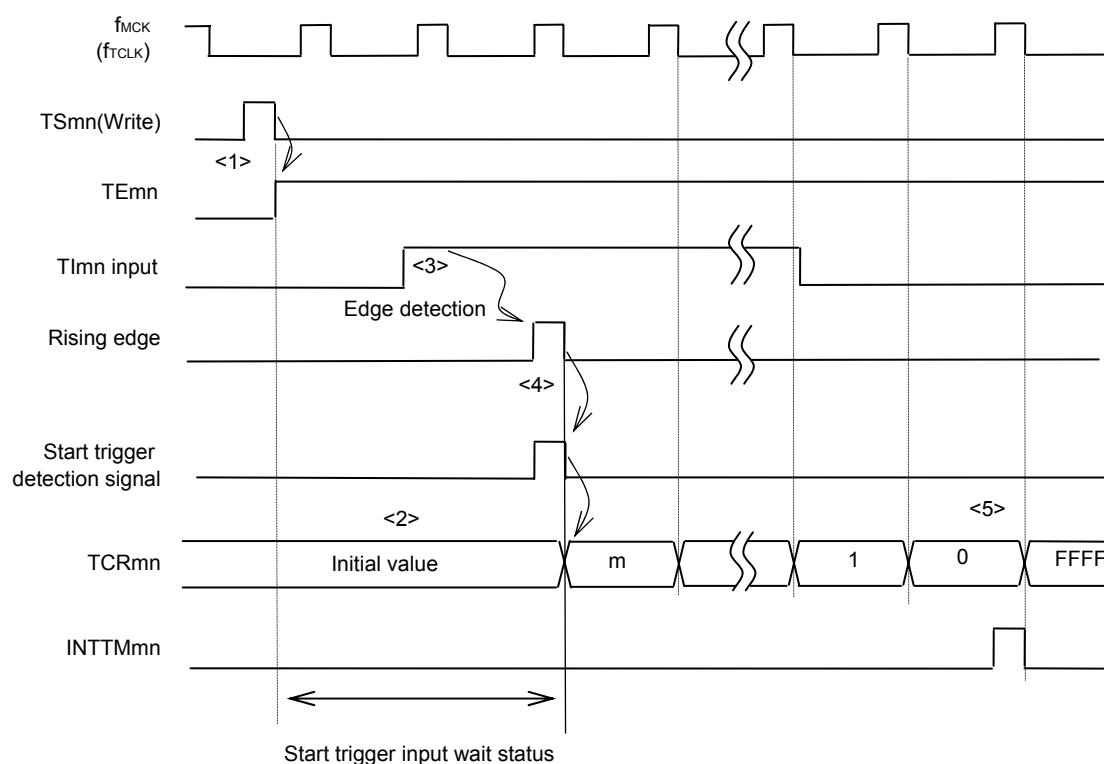 fMCK
(fTCLK)
TSmn(Write)
<1>
TEmn
TImn input
<3>
Edge detection
Rising edge
<4>
Start trigger
detection signal
<2>
<5>
TCRmn
Initial value
m
1
0
FFFF
INTTMmn
Start trigger input wait status